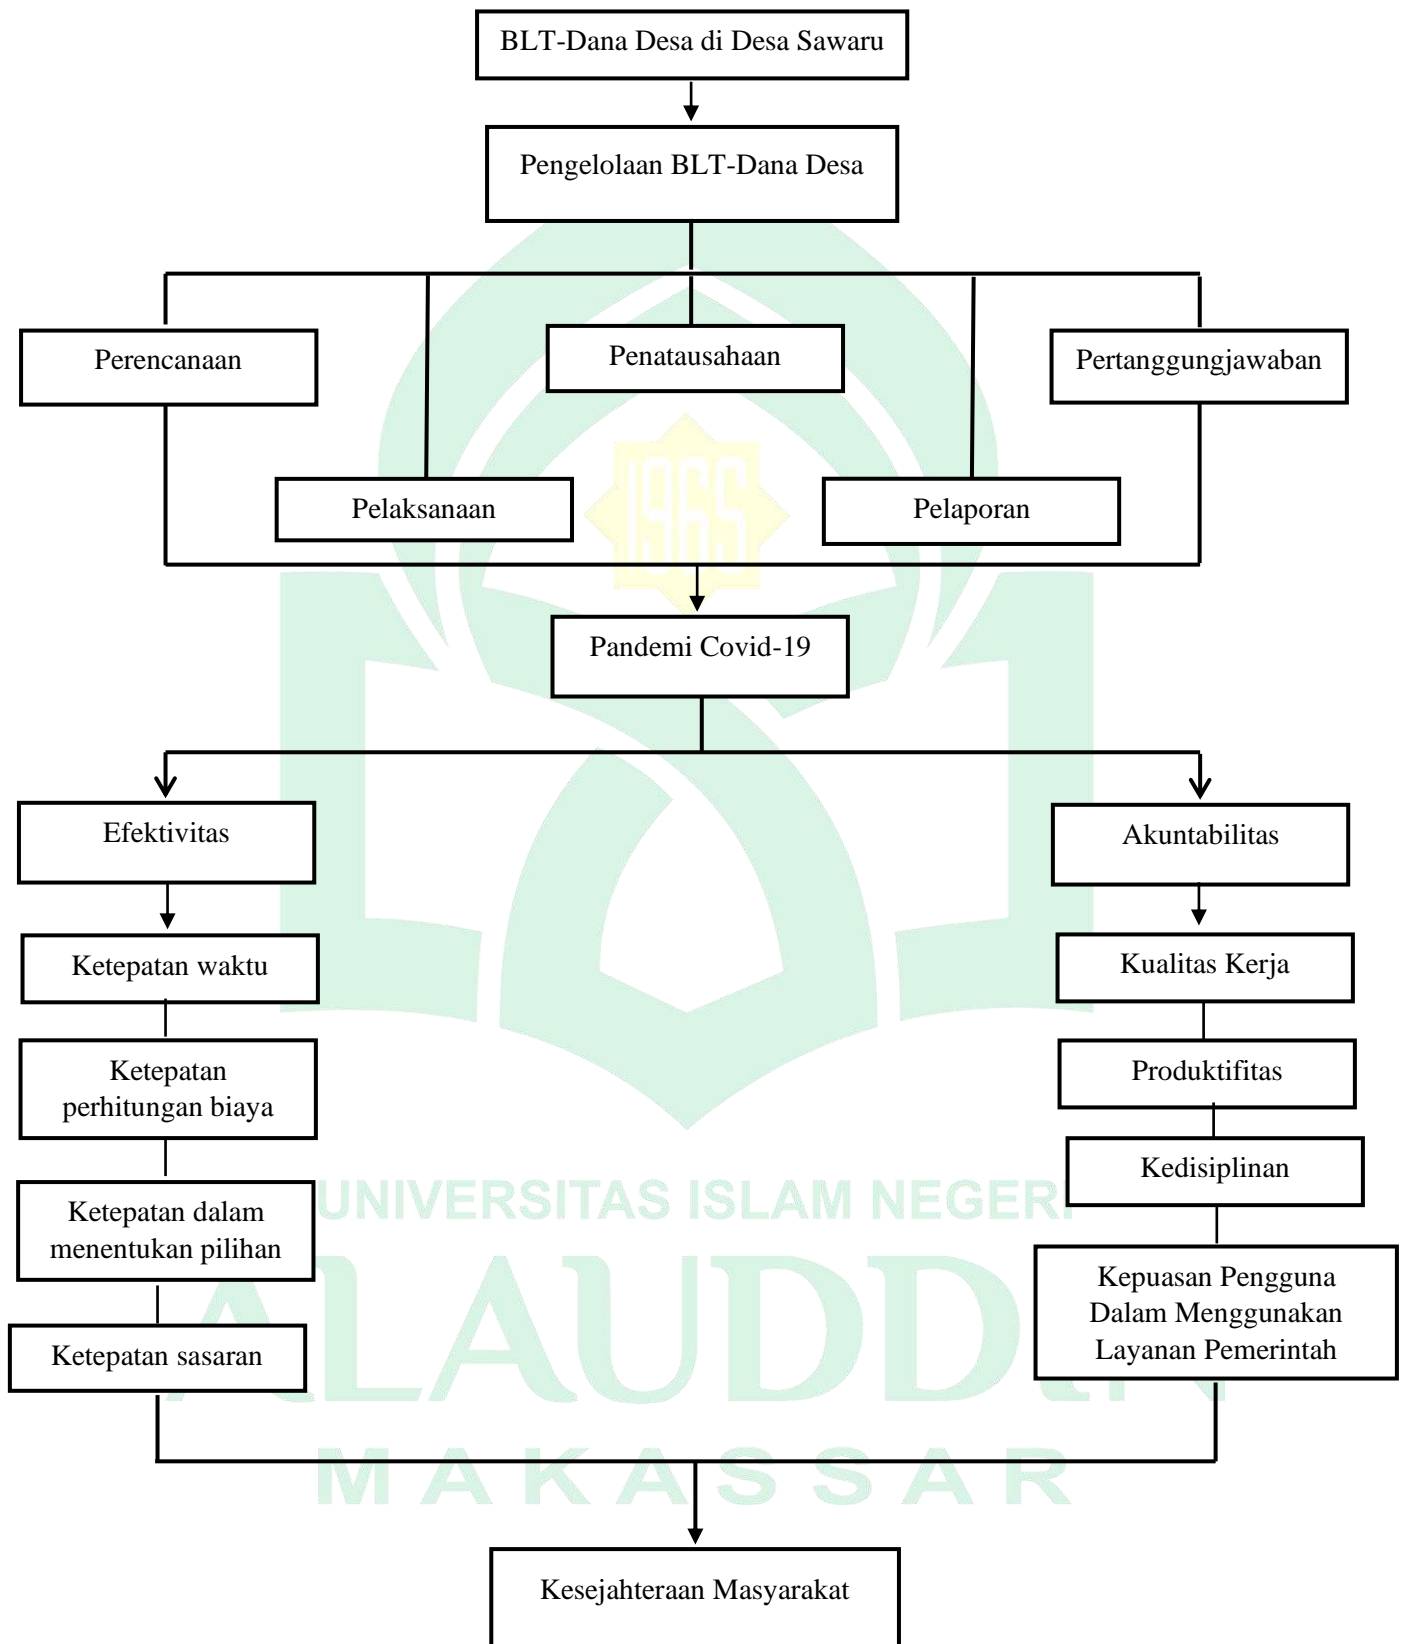 BLT-Dana Desa di Desa Sawaru
Pengelolaan BLT-Dana Desa
Perencanaan
Penatausahaan
Pertanggungjawaban
Pelaksanaan
Pelaporan
1965
Pandemi Covid-19
Efektivitas
Akuntabilitas
Ketepatan waktu
Kualitas Kerja
Ketepatan
perhitungan biaya
Produktifitas
Kedisiplinan
Ketepatan dalam
menentukan pilihan
Kepuasan Pengguna
Dalam Menggunakan
Layanan Pemerintah
Ketepatan sasaran
UNIVERSITAS ISLAM NEGERI
ALAUDDIN
MAKASSAR
Kesejahteraan Masyarakat